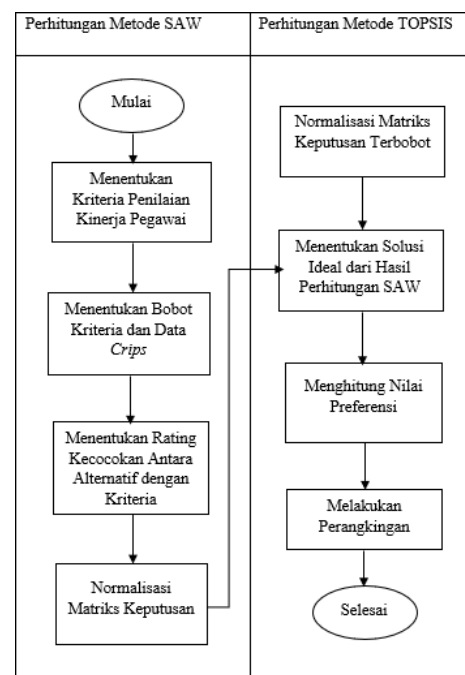 Perhitungan Metode SAW
Perhitungan Metode TOPSIS
Mulai
Menentukan
Kriteria Penilaian
Kinerja Pegawai
Menentukan Bobot
Kriteria dan Data
Crips
Menentukan Rating
Kecocokan Antara
Alternatif dengan
Kriteria
Normalisasi
Matriks Keputusan
Normalisasi Matriks
Keputusan Terbobot
Menentukan Solusi
Ideal dari Hasil
Perhitungan SAW
Menghitung Nilai
Preferensi
Melakukan
Perangkingan
Selesai